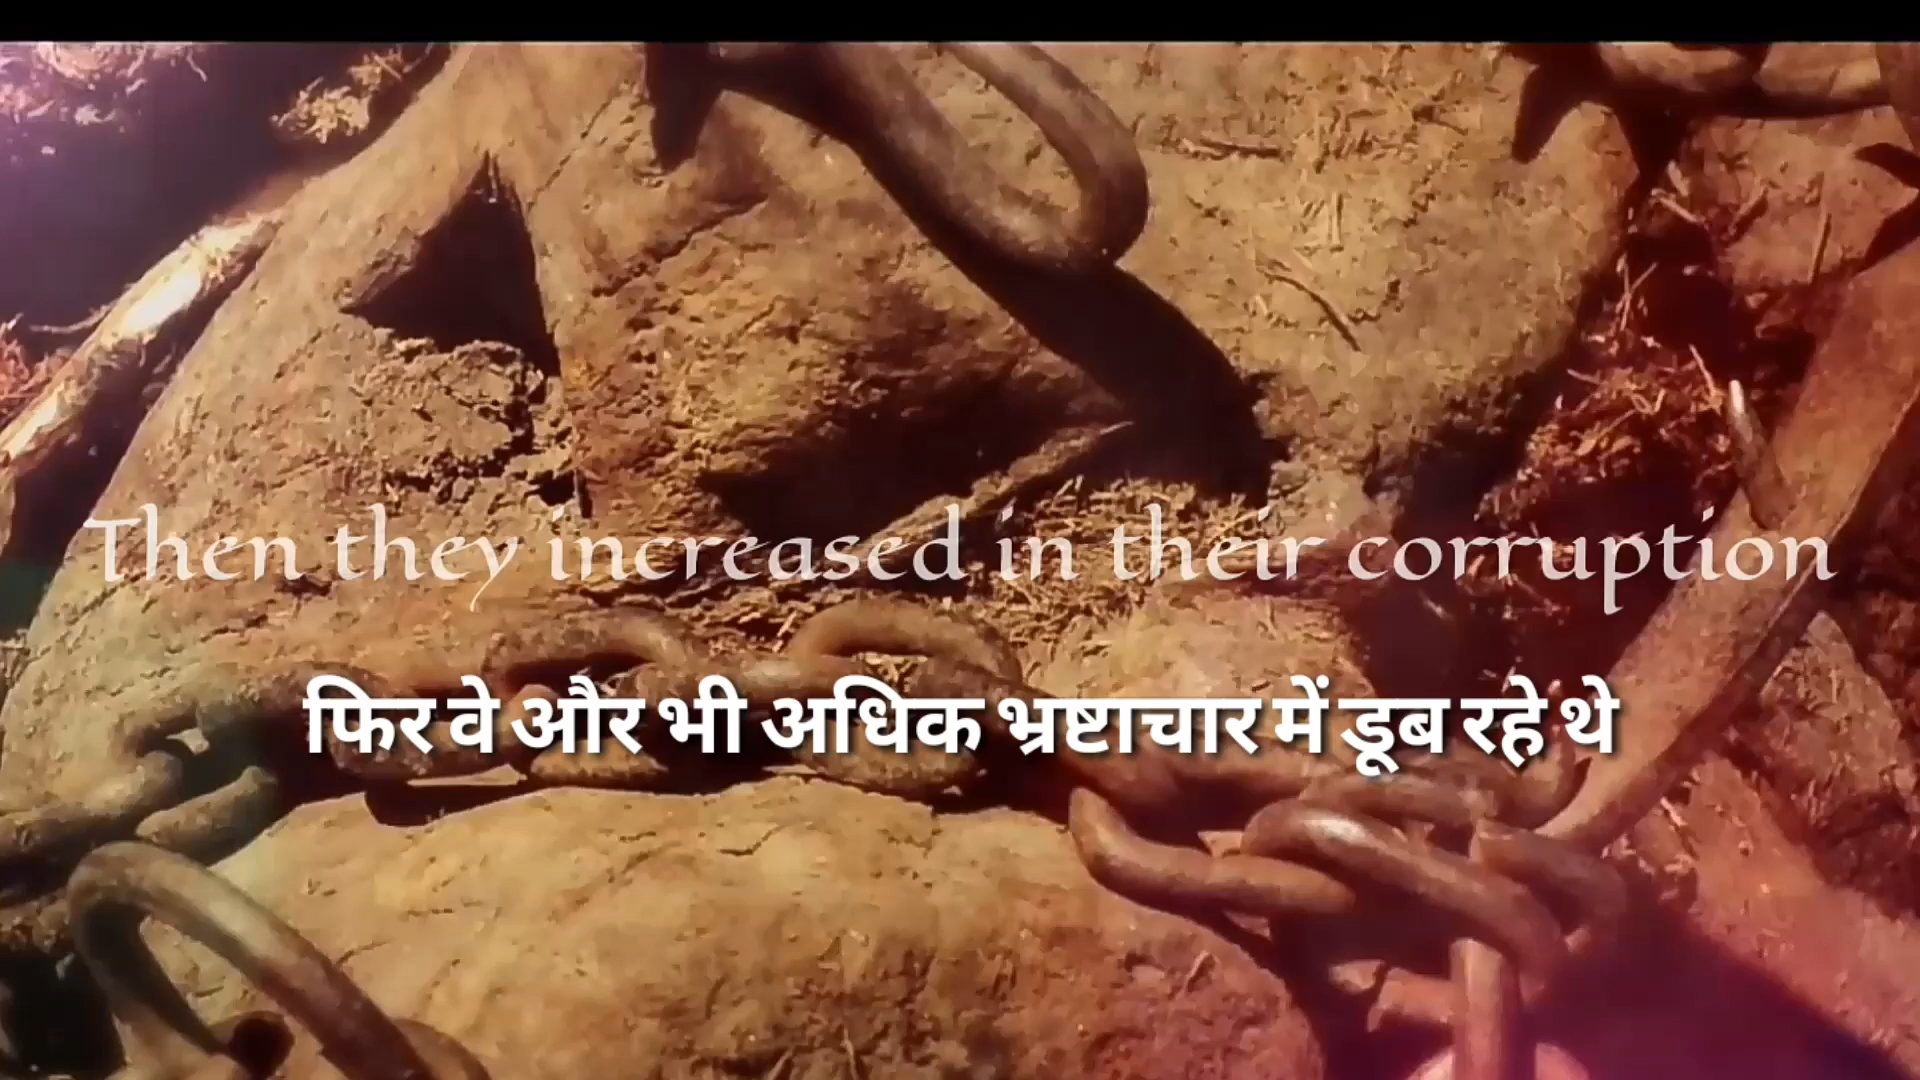 Then they increased in their corruption
फिर वे और भी अधिक भ्रष्टाचार में डूब रहे थे